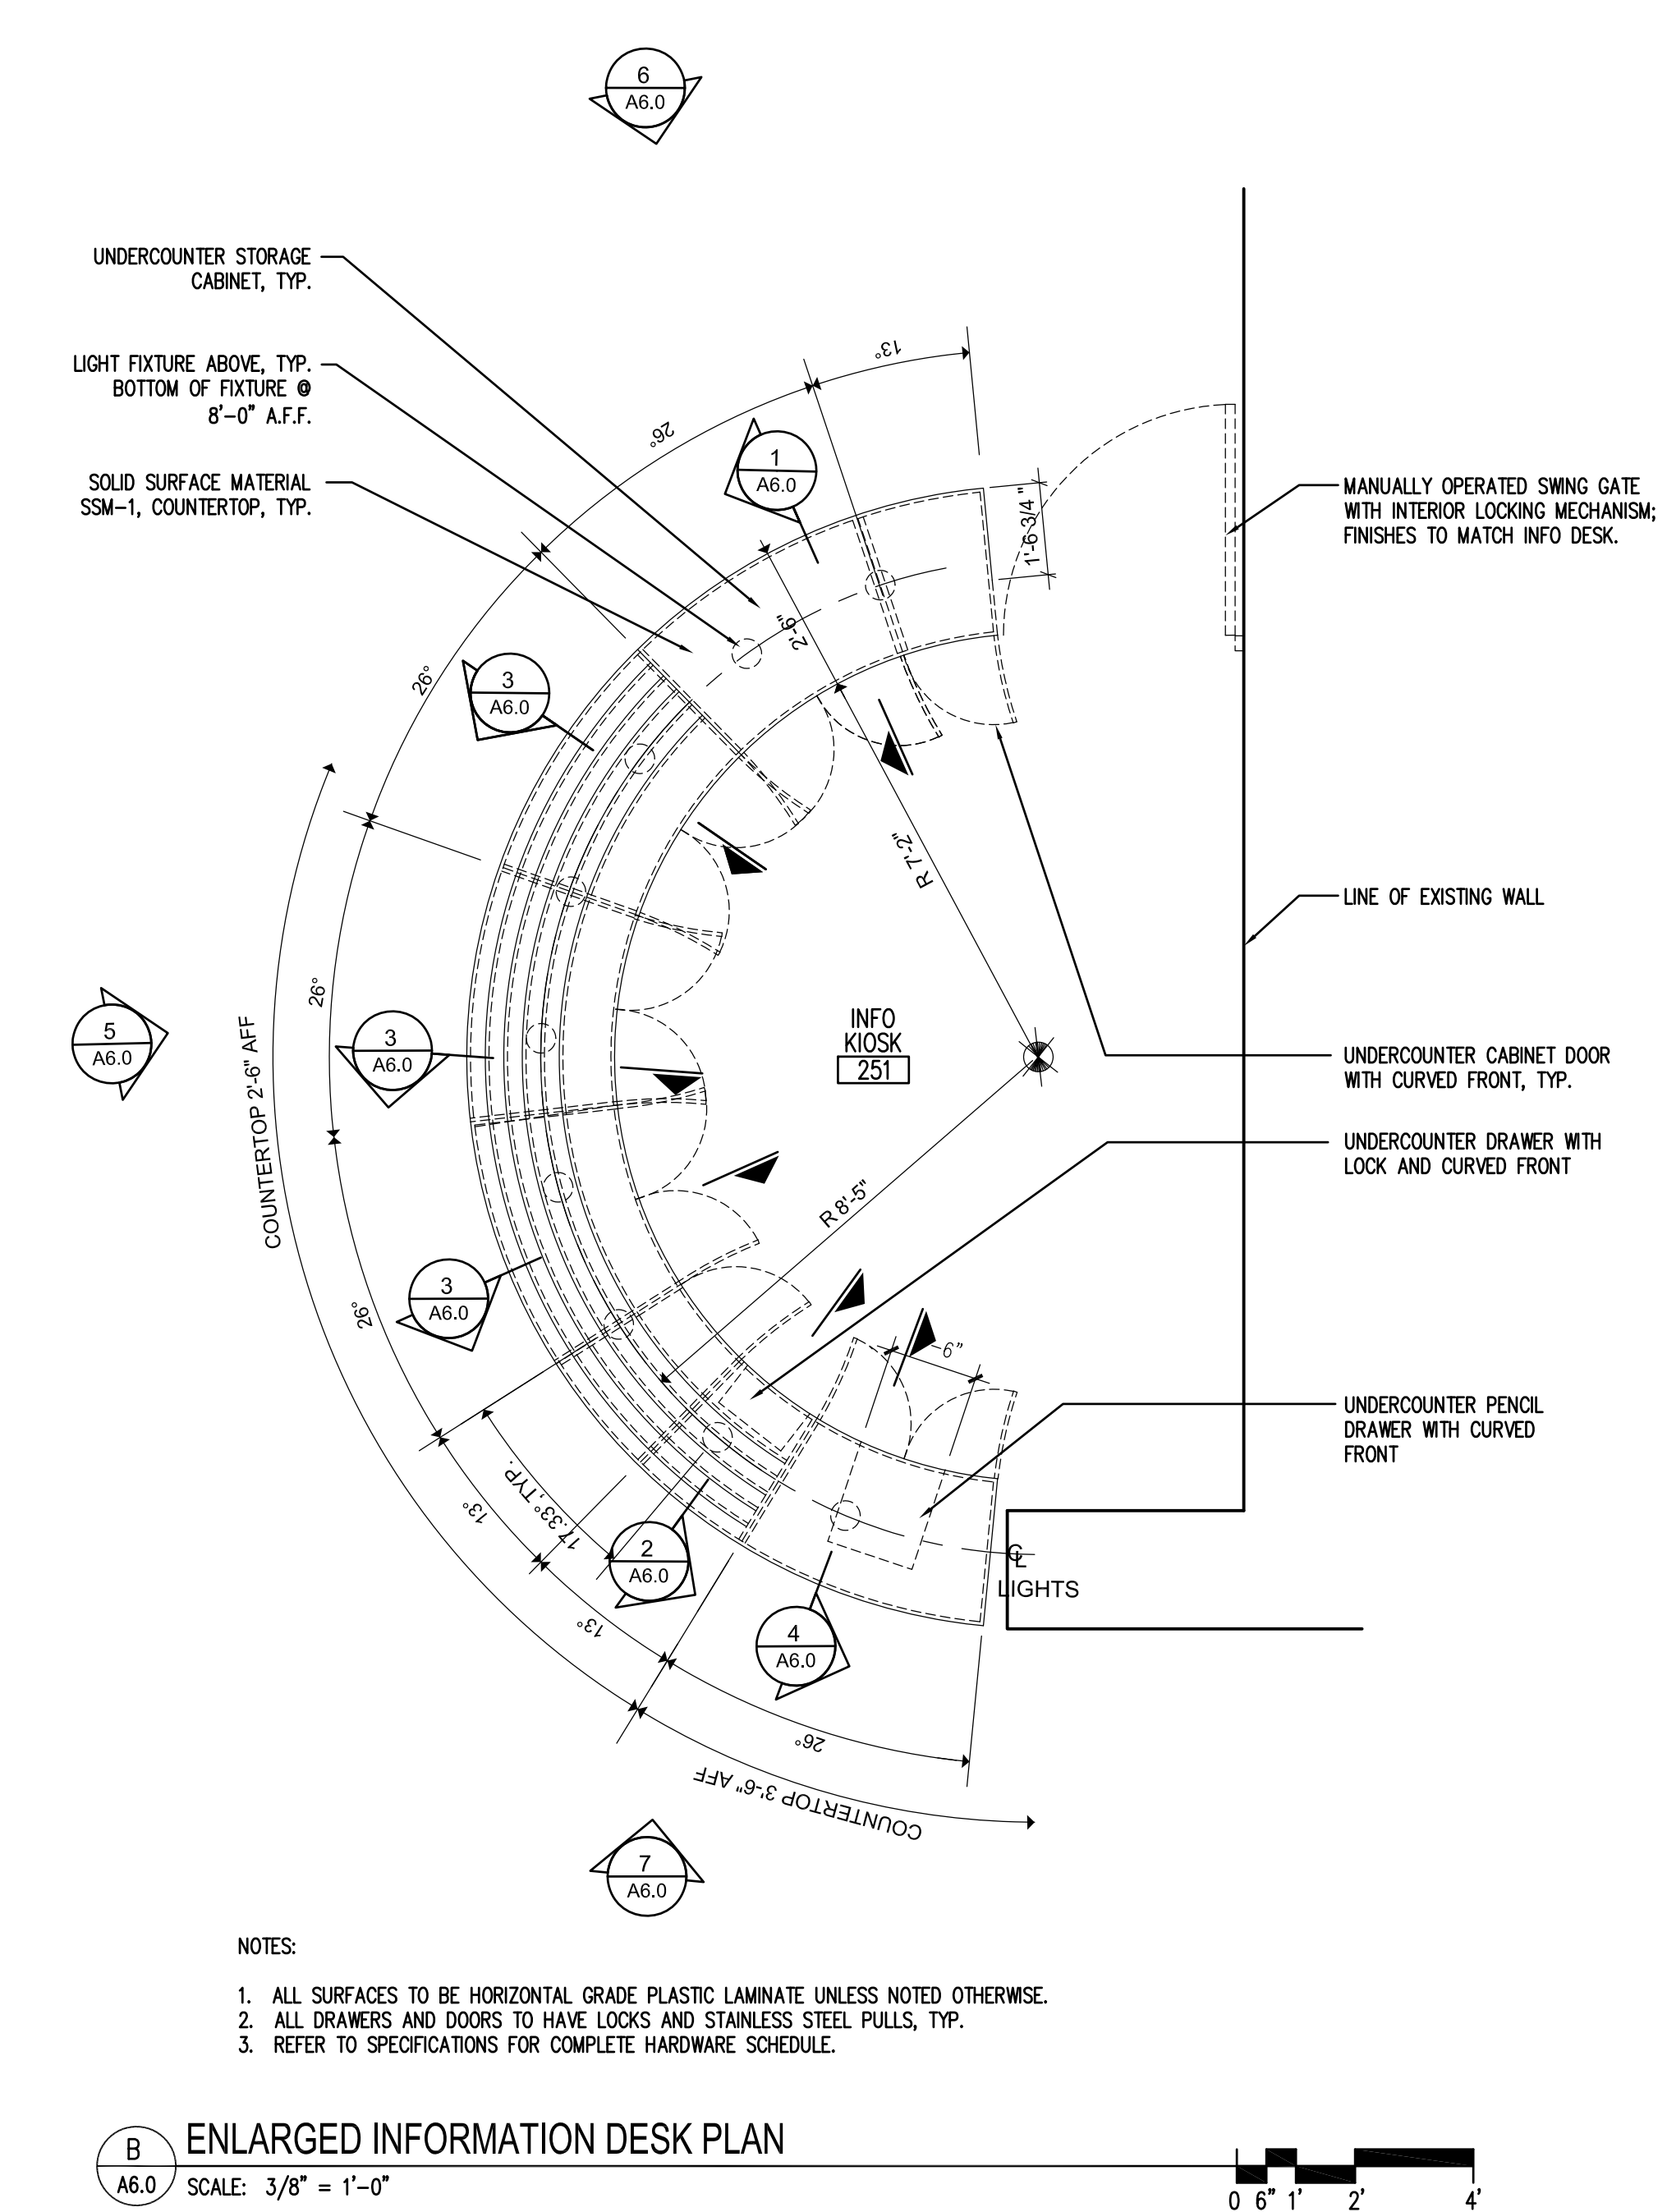 6
A6.0
UNDERCOUNTER STORAGE
CABINET, TYP.
LIGHT FIXTURE ABOVE, TYP.
BOTTOM OF FIXTURE @
8'-0" A.F.F.
SOLID SURFACE MATERIAL
SSM-1, COUNTERTOP, TYP.
13°
26°
1
A6.0
1'-6 3/4 "
MANUALLY OPERATED SWING GATE
WITH INTERIOR LOCKING MECHANISM;
FINISHES TO MATCH INFO DESK.
2'-6"
26°
3
A6.0
R 7'-2"
LINE OF EXISTING WALL
26°
5
A6.0
COUNTERTOP 2'-6" AFF
3
A6.0
INFO
KIOSK
251
UNDERCOUNTER CABINET DOOR
WITH CURVED FRONT, TYP.
UNDERCOUNTER DRAWER WITH
LOCK AND CURVED FRONT
R 8'-5"
3
A6.0
26°
-6"
UNDERCOUNTER PENCIL
DRAWER WITH CURVED
FRONT
17.33°, TYP.
13°
2
A6.0
CL
LIGHTS
13°
4
A6.0
26°
COUNTERTOP 3'-6" AFF
7
A6.0
NOTES:
1. ALL SURFACES TO BE HORIZONTAL GRADE PLASTIC LAMINATE UNLESS NOTED OTHERWISE.
2. ALL DRAWERS AND DOORS TO HAVE LOCKS AND STAINLESS STEEL PULLS, TYP.
3. REFER TO SPECIFICATIONS FOR COMPLETE HARDWARE SCHEDULE.
B
A6.0
ENLARGED INFORMATION DESK PLAN
SCALE: 3/8" = 1'-0"
0 6" 1' 2' 4'